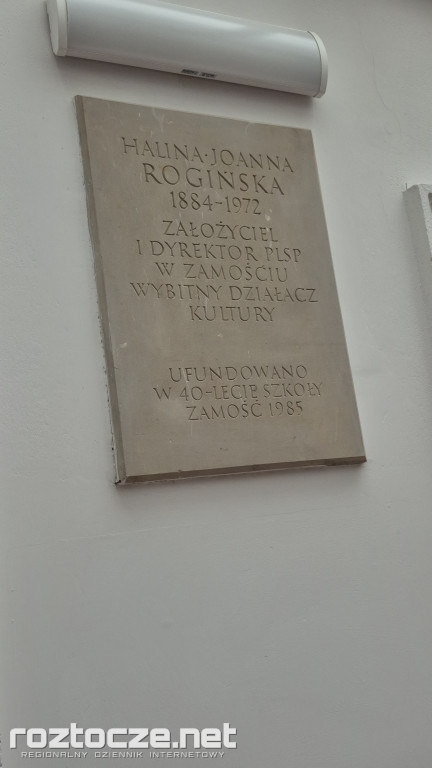 HALINA·JOANNA
ROGIŃSKA
1884-1972
ZAŁOŻYCIEL
I DYREKTOR PLSP
W ZAMOŚCIU
WYBITNY DZIAŁACZ
KULTURY
UFUNDOWANO
W 40-LECIE SZKOŁY
ZAMOŚĆ 1985
roztocze.net
REGIONALNY DZIENNIK INTERNETOWY